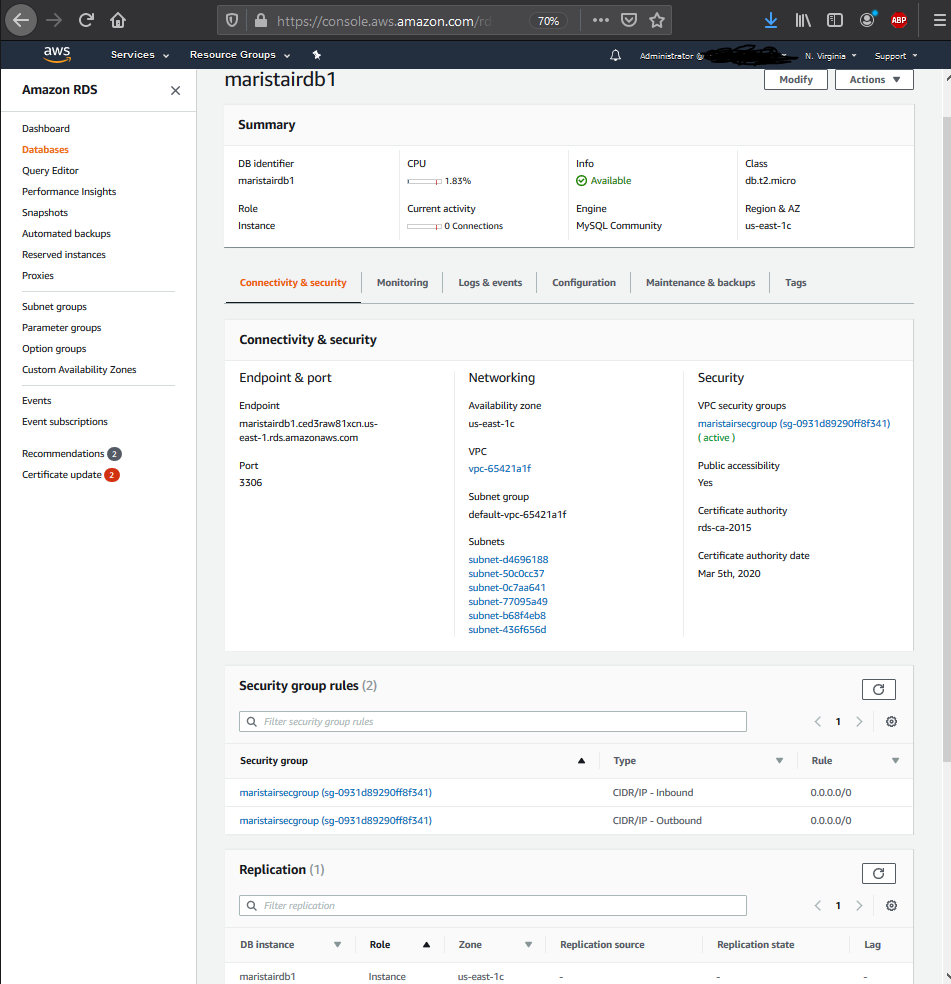 https://console.aws.amazon.com/rd
70%
ABP
aws
Services
Resource Groups
Administrator @
N. Virginia
Support
Amazon RDS
Dashboard
Databases
Query Editor
Performance Insights
Snapshots
Automated backups
Reserved instances
Proxies
Subnet groups
Parameter groups
Option groups
Custom Availability Zones
Events
Event subscriptions
Recommendations 2
Certificate update 2
maristairdb1
Modify
Actions
Summary
DB identifier
maristairdb1
CPU
1.83%
Info
Available
Class
db.t2.micro
Role
Instance
Current activity
0 Connections
Engine
MySQL Community
Region & AZ
us-east-1c
Connectivity & security
Monitoring
Logs & events
Configuration
Maintenance & backups
Tags
Connectivity & security
Endpoint & port
Endpoint
maristairdb1.ced3raw81xcn.us-
east-1.rds.amazonaws.com
Port
3306
Networking
Availability zone
us-east-1c
VPC
vpc-65421a1f
Subnet group
default-vpc-65421a1f
Subnets
subnet-d4696188
subnet-50c0cc37
subnet-0c7aa641
subnet-77095a49
subnet-b68f4eb8
subnet-436f656d
Security
VPC security groups
maristairsecgroup (sg-0931d89290ff8f341)
( active )
Public accessibility
Yes
Certificate authority
rds-ca-2015
Certificate authority date
Mar 5th, 2020
Security group rules (2)
Filter security group rules
1
Security group
Type
Rule
maristairsecgroup (sg-0931d89290ff8f341)
CIDR/IP - Inbound
0.0.0.0/0
maristairsecgroup (sg-0931d89290ff8f341)
CIDR/IP - Outbound
0.0.0.0/0
Replication (1)
Filter replication
1
DB instance
Role
Zone
Replication source
Replication state
Lag
maristairdb1
Instance
us-east-1c
-
-
-